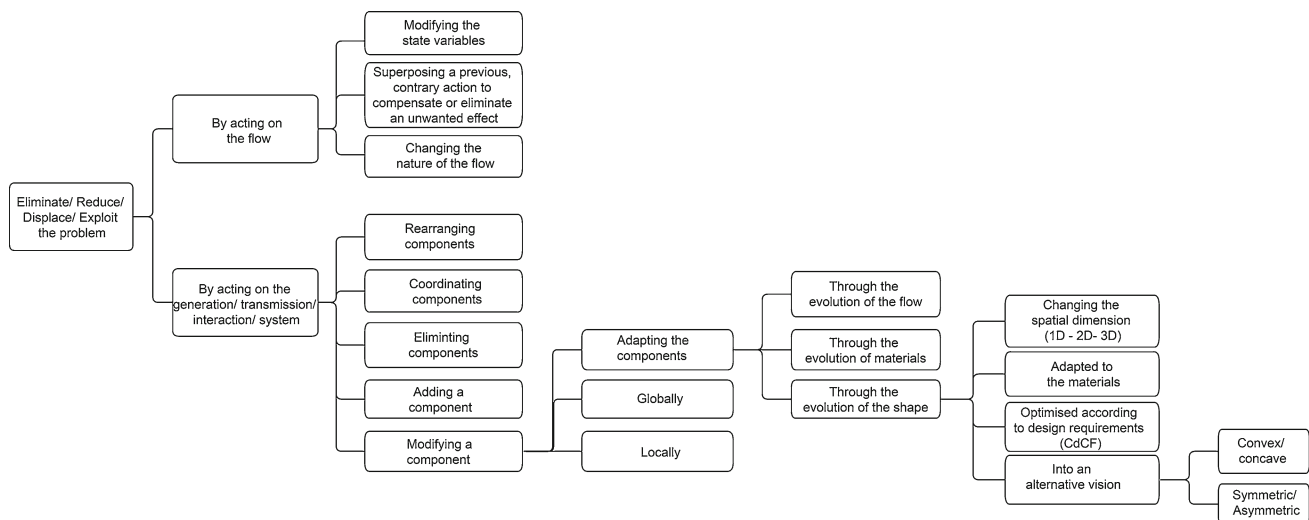 Eliminate/ Reduce/
Displace/ Exploit
the problem
By acting on
the flow
Modifying the
state variables
Superposing a previous,
contrary action to
compensate or eliminate
an unwanted effect
Changing the
nature of the flow
By acting on the
generation/ transmission/
interaction/ system
Rearranging
components
Coordinating
components
Eliminting
components
Adding a
component
Modifying a
component
Adapting the
components
Globally
Locally
Through the
evolution of the flow
Through the
evolution of materials
Through the
evolution of the shape
Changing the
spatial dimension
(1D - 2D- 3D)
Adapted to
the materials
Optimised according
to design requirements
(CdCF)
Into an
alternative vision
Convex/
concave
Symmetric/
Asymmetric